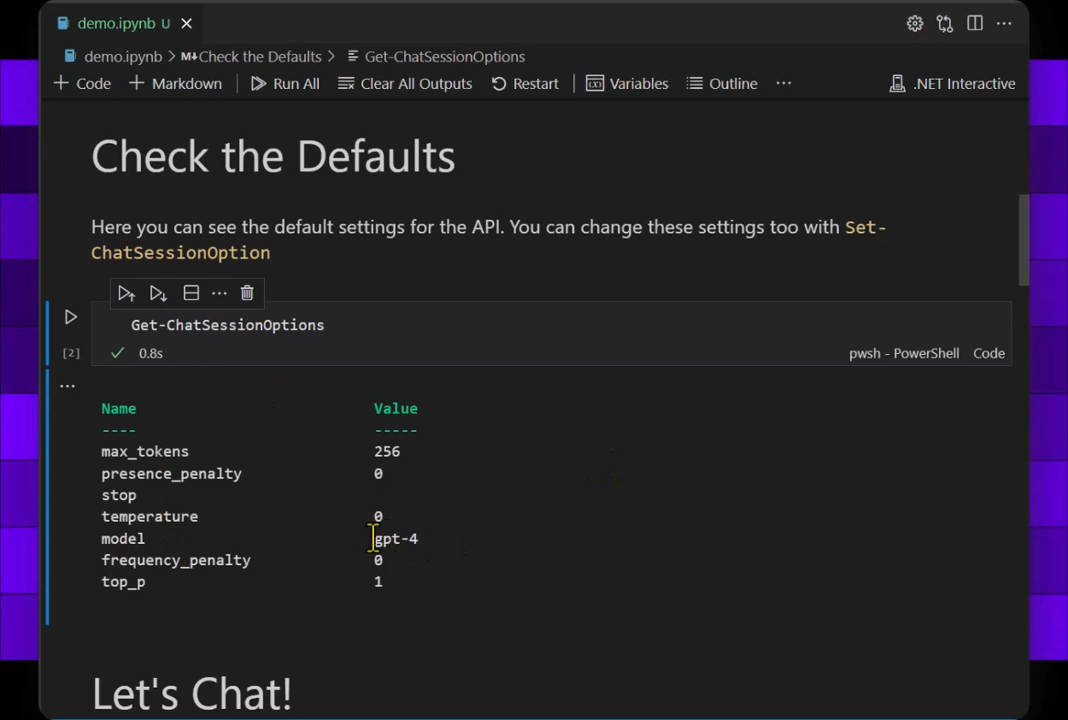 demo.ipynb U
demo.ipynb > M↓Check the Defaults > Get-ChatSessionOptions
+ Code + Markdown Run All Clear All Outputs Restart Variables Outline ... .NET Interactive
Check the Defaults
Here you can see the default settings for the API. You can change these settings too with Set-
ChatSessionOption
Get-ChatSessionOptions
[2] 0.8s pwsh - PowerShell Code
Name Value
---- -----
max_tokens 256
presence_penalty 0
stop
temperature 0
model gpt-4
frequency_penalty 0
top_p 1
Let's Chat!